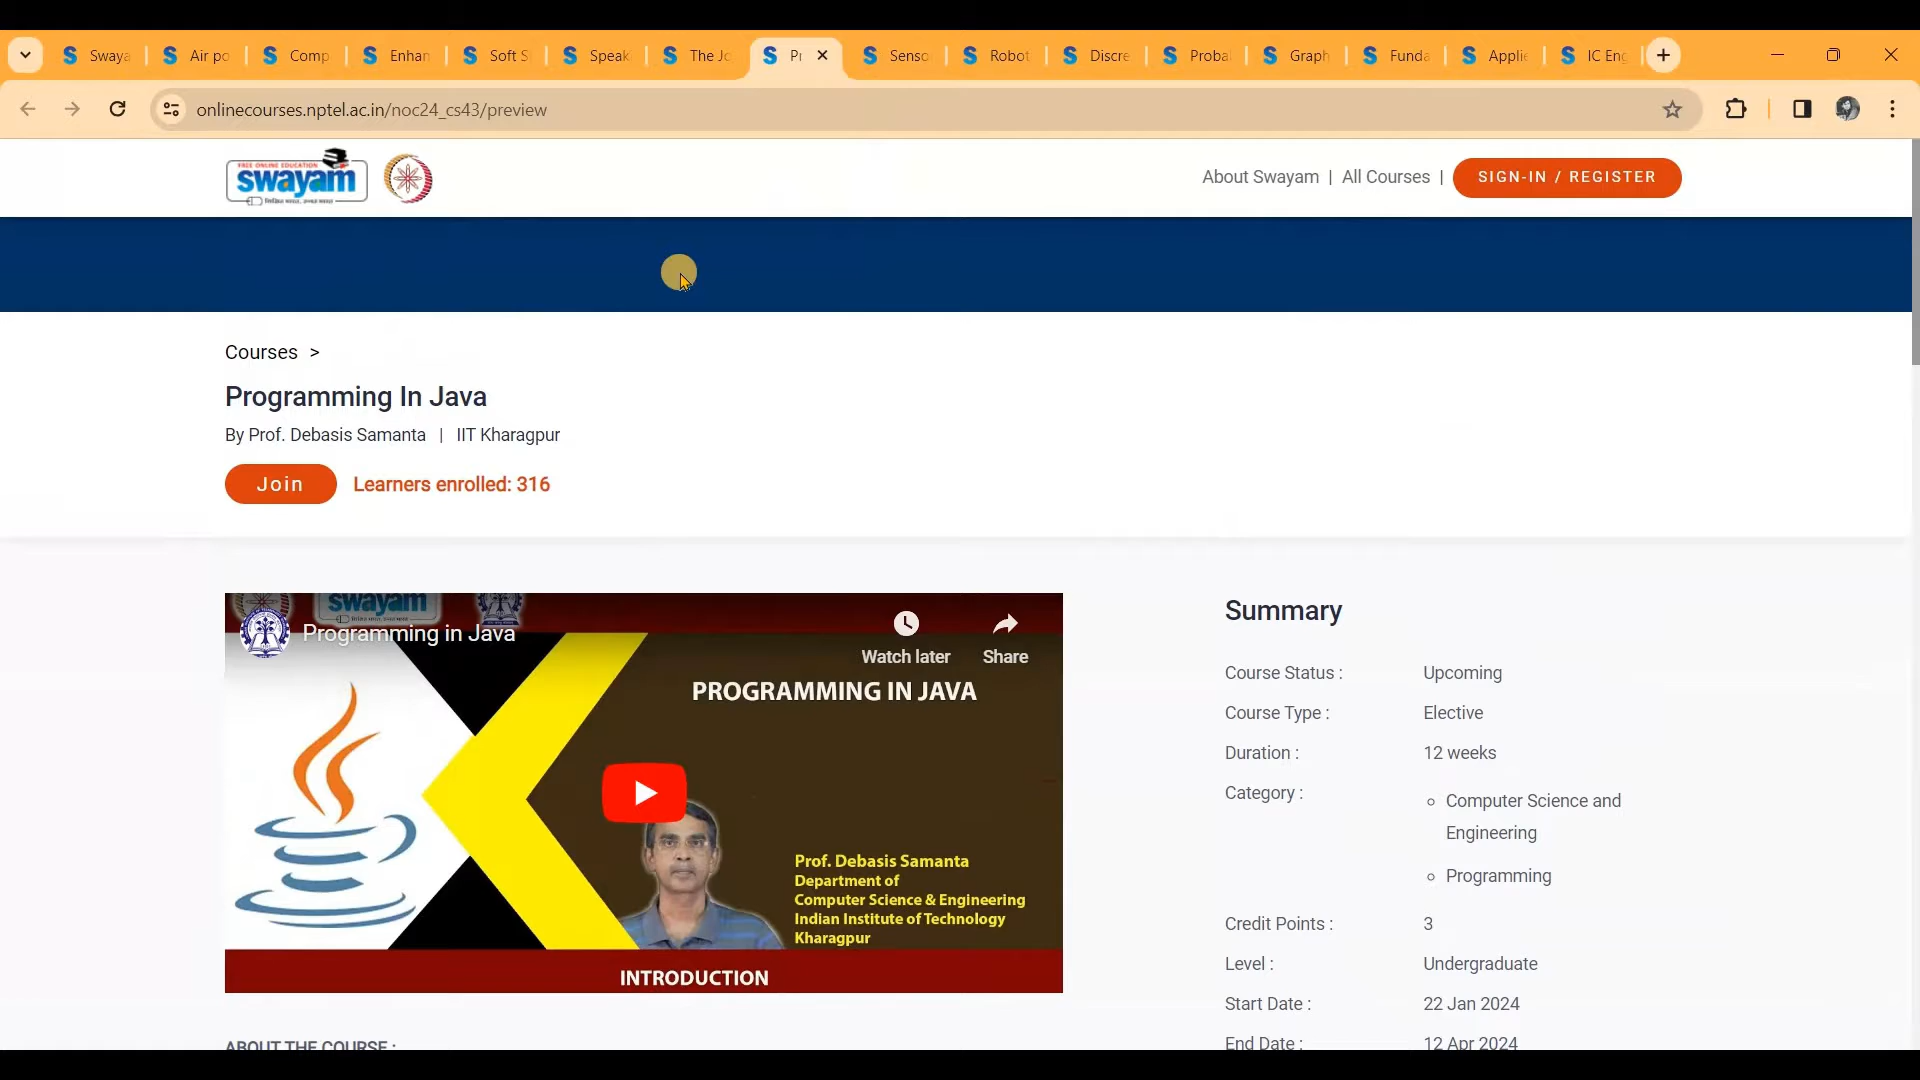 Swaya
Air po
Comp
Enhan
Soft S
Speak
The Jo
Pr
Senso
Robot
Discre
Proba
Graph
Funda
Applie
IC Eng
onlinecourses.nptel.ac.in/noc24_cs43/preview
FREE ONLINE EDUCATION
swayam
About Swayam | All Courses |
SIGN-IN / REGISTER
Courses >
Programming In Java
By Prof. Debasis Samanta | IIT Kharagpur
Join
Learners enrolled: 316
swayam
Programming in Java
Watch later
Share
PROGRAMMING IN JAVA
Prof. Debasis Samanta
Department of
Computer Science & Engineering
Indian Institute of Technology
Kharagpur
INTRODUCTION
ABOUT THE COURSE :
Summary
Course Status : Upcoming
Course Type : Elective
Duration : 12 weeks
Category :
Computer Science and
Engineering
Programming
Credit Points : 3
Level : Undergraduate
Start Date : 22 Jan 2024
End Date : 12 Apr 2024